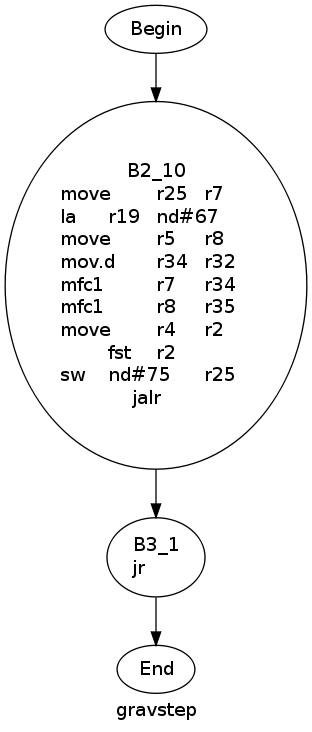 Begin
B2_10
move r25 r7
la r19 nd#67
move r5 r8
mov.d r34 r32
mfc1 r7 r34
mfc1 r8 r35
move r4 r2
fst r2
sw nd#75 r25
jalr
B3_1
jr
End
gravstep